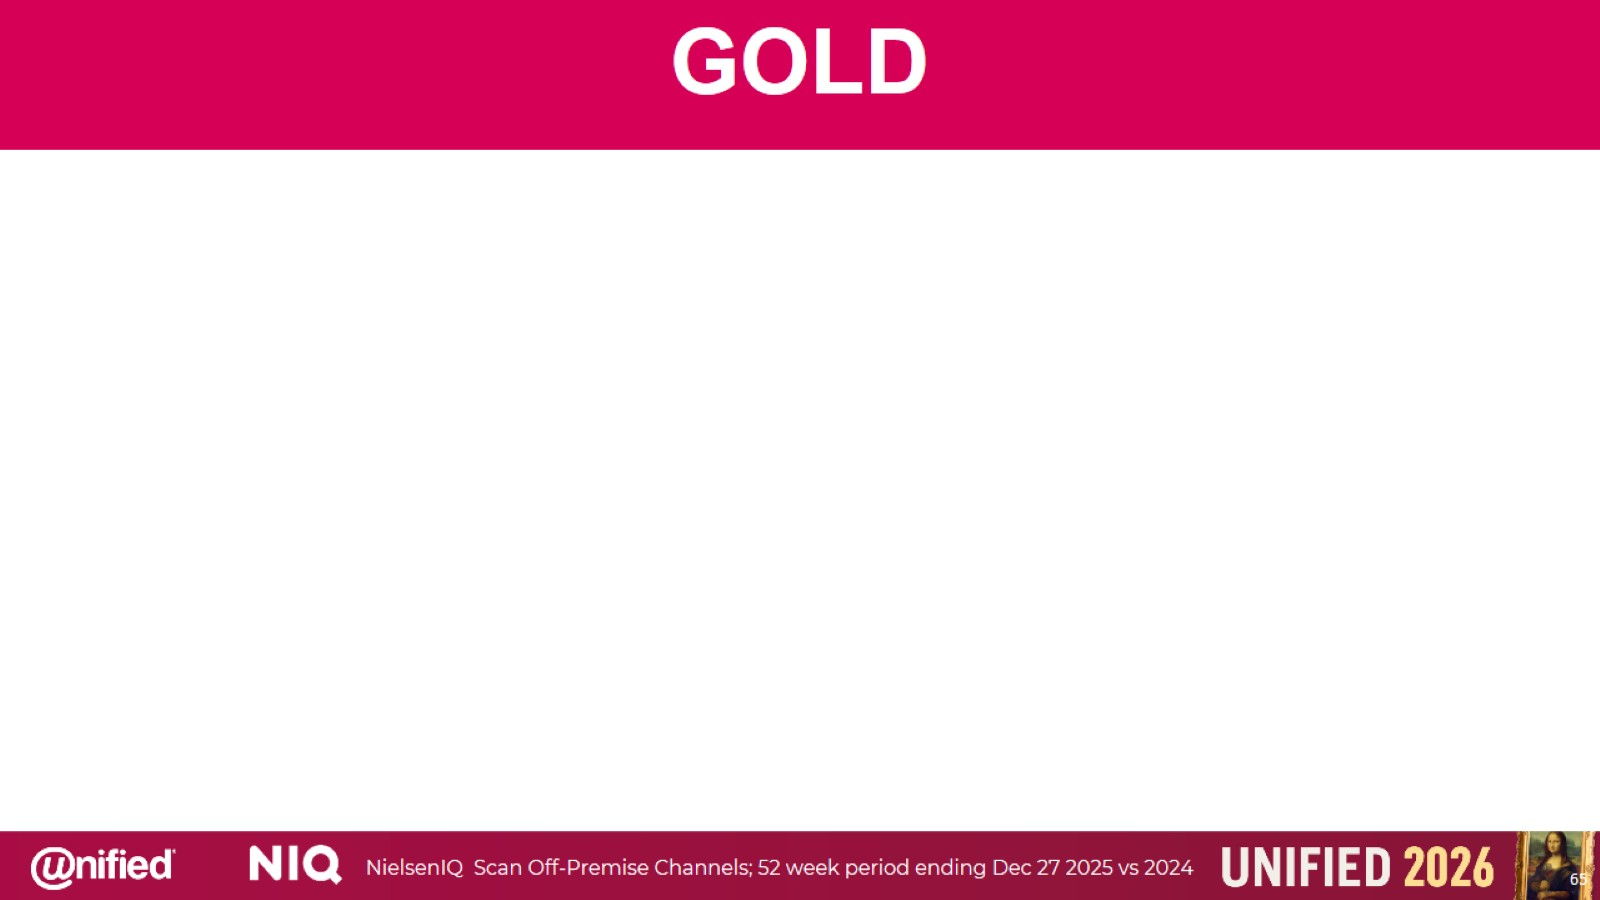 GOLD
@unified
NIQ
NielsenIQ Scan Off-Premise Channels; 52 week period ending Dec 27 2025 vs 2024
UNIFIED 2026
65